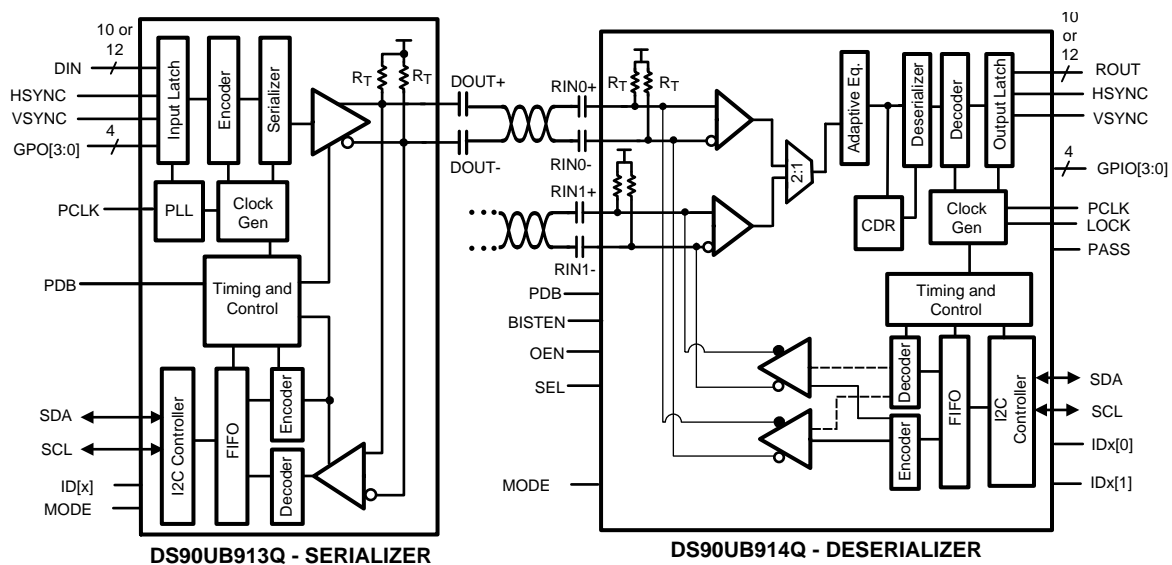 10 or
12
DIN
HSYNC
VSYNC
4
GPO[3:0]
PCLK
PDB
SDA
SCL
ID[x]
MODE
Input Latch
Encoder
Serializer
PLL
Clock
Gen
Timing and
Control
I2C Controller
FIFO
Encoder
Decoder
RT
RT
DOUT+
DOUT-
DS90UB913Q - SERIALIZER
RIN0+
RIN0-
RIN1+
RIN1-
PDB
BISTEN
OEN
SEL
MODE
RT
RT
2:1
Adaptive Eq.
Deserializer
Decoder
Output Latch
CDR
Clock
Gen
Timing and
Control
Decoder
Encoder
FIFO
I2C
Controller
10
or
12
ROUT
HSYNC
VSYNC
4
GPIO[3:0]
PCLK
LOCK
PASS
SDA
SCL
IDx[0]
IDx[1]
DS90UB914Q - DESERIALIZER